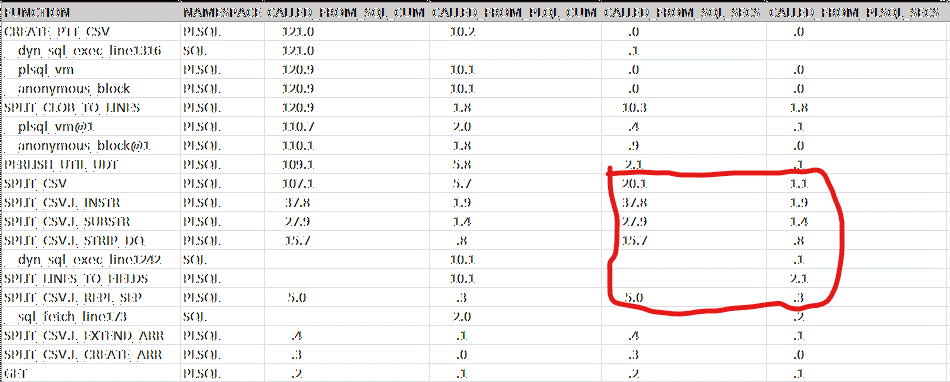 FUNCTION NAMESPACE CALLED_FROM_SQL_CUM CALLED_FROM_PLQL_CUM CALLED_FROM_SQL_SECS CALLED_FROM_PLSQL_SECS
CREATE_PTT_CSV PLSQL 121.0 10.2 .0 .0
dyn_sql_exec_line1316 SQL 121.0 .1
plsql_vm PLSQL 120.9 10.1 .0 .0
anonymous_block PLSQL 120.9 10.1 .0 .0
SPLIT_CLOB_TO_LINES PLSQL 120.9 1.8 10.3 1.8
plsql_vm@1 PLSQL 110.7 2.0 .4 .1
anonymous_block@1 PLSQL 110.1 1.8 .9 .0
PERLISH_UTIL_UDT PLSQL 109.1 5.8 2.1 .1
SPLIT_CSV PLSQL 107.1 5.7 20.1 1.1
SPLIT_CSV.L_INSTR PLSQL 37.8 1.9 37.8 1.9
SPLIT_CSV.L_SUBSTR PLSQL 27.9 1.4 27.9 1.4
SPLIT_CSV.L_STRIP_DQ PLSQL 15.7 .8 15.7 .8
dyn_sql_exec_line1242 SQL 10.1 .1
SPLIT_LINES_TO_FIELDS PLSQL 10.1 2.1
SPLIT_CSV.L_REPL_SEP PLSQL 5.0 .3 5.0 .3
sql_fetch_line173 SQL 2.0 .2
SPLIT_CSV.L_EXTEND_ARR PLSQL .4 .1 .4 .1
SPLIT_CSV.L_CREATE_ARR PLSQL .3 .0 .3 .0
GET PLSQL .2 .1 .2 .1